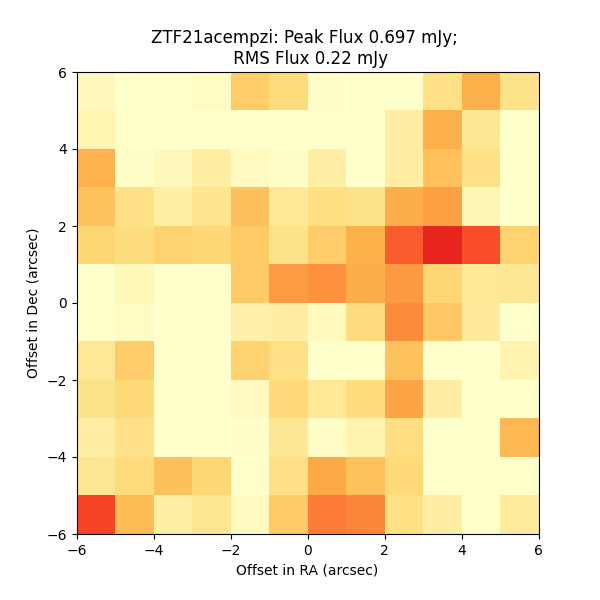 ZTF21acempzi: Peak Flux 0.697 mJy;
RMS Flux 0.22 mJy
6
4
2
0
−2
−4
−6
Offset in Dec (arcsec)
−6 −4 −2 0 2 4 6
Offset in RA (arcsec)